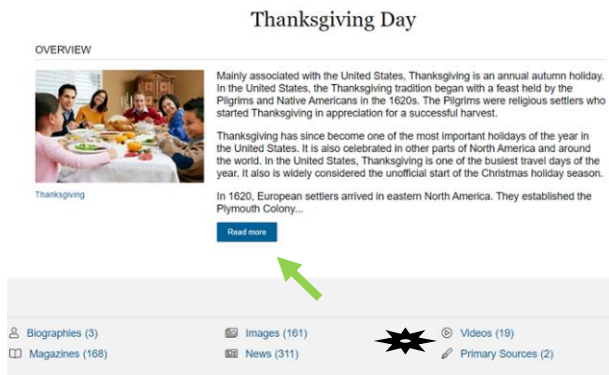 Thanksgiving Day
OVERVIEW
Mainly associated with the United States, Thanksgiving is an annual autumn holiday.
In the United States, the Thanksgiving tradition began with a feast held by the
Pilgrims and Native Americans in the 1620s. The Pilgrims were religious settlers who
started Thanksgiving in appreciation for a successful harvest.
Thanksgiving has since become one of the most important holidays of the year in
the United States. It is also celebrated in other parts of North America and around
the world. In the United States, Thanksgiving is one of the busiest travel days of the
year. It also is widely considered the unofficial start of the Christmas holiday season.
Thanksgiving
In 1620, European settlers arrived in eastern North America. They established the
Plymouth Colony...
Read more
Biographies (3)
Images (161)
Videos (19)
Magazines (168)
News (311)
Primary Sources (2)